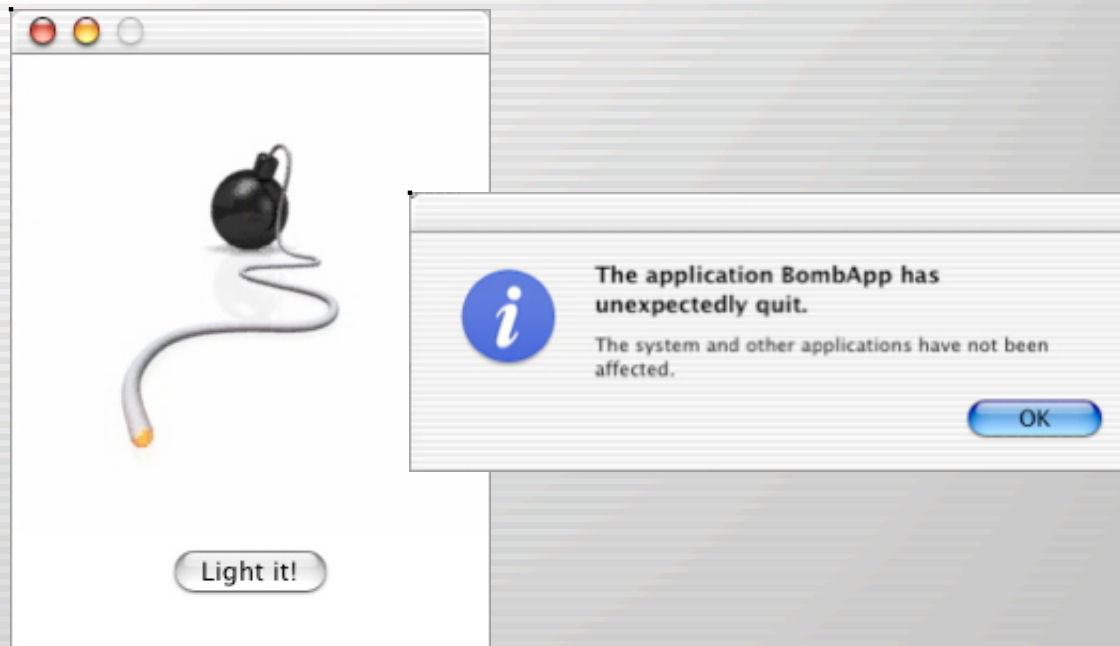 The application BombApp has
unexpectedly quit.
The system and other applications have not been
affected.
OK
Light it!